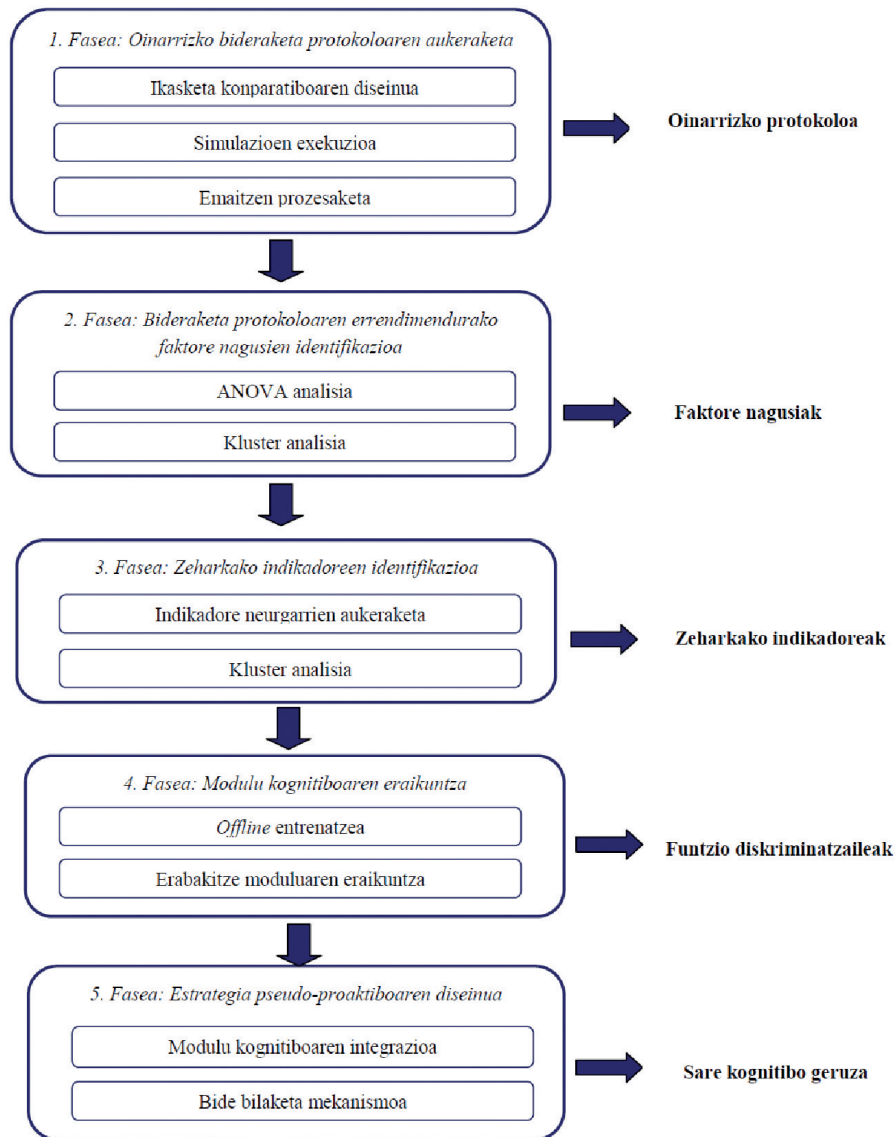 1. Fasea: Oinarrizko bideraketa protokoloaren aukeraketa
Ikasketa konparatiboaren diseinua
Simulazioen exekuzioa
Emaitzen prozesaketa
Oinarrizko protokoloa
2. Fasea: Bideraketa protokoloaren errendimendurako
faktore nagusien identifikazioa
ANOVA analisia
Kluster analisia
Faktore nagusiak
3. Fasea: Zeharkako indikadoreen identifikazioa
Indikadore neurgarrien aukeraketa
Kluster analisia
Zeharkako indikadoreak
4. Fasea: Modulu kognitiboaren eraikuntza
Offline entrenatzea
Erabakitze moduluaren eraikuntza
Funtzio diskriminatzaileak
5. Fasea: Estrategia pseudo-proaktiboaren diseinua
Modulu kognitiboaren integrazioa
Bide bilaketa mekanismoa
Sare kognitibo geruza